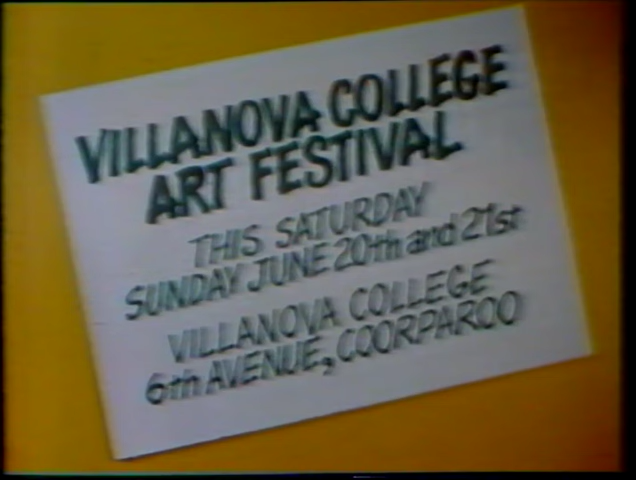 VILLANOVA COLLEGE
ART FESTIVAL
THIS SATURDAY
SUNDAY JUNE 20th and 21st
VILLANOVA COLLEGE
6th AVENUE, COORPAROO